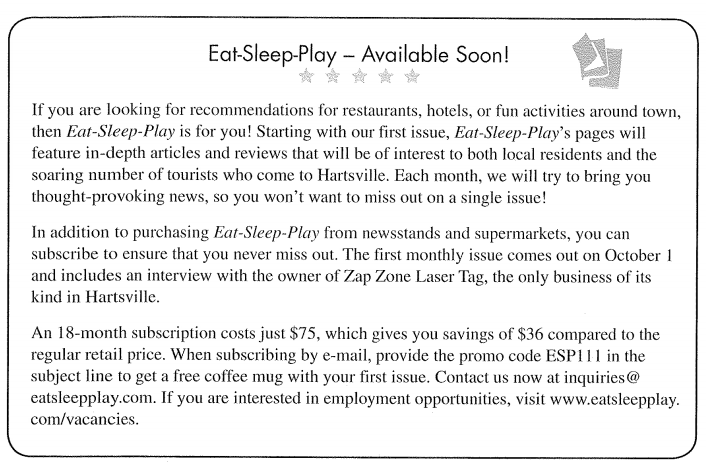 Eat-Sleep-Play – Available Soon!
If you are looking for recommendations for restaurants, hotels, or fun activities around town,
then Eat-Sleep-Play is for you! Starting with our first issue, Eat-Sleep-Play's pages will
feature in-depth articles and reviews that will be of interest to both local residents and the
soaring number of tourists who come to Hartsville. Each month, we will try to bring you
thought-provoking news, so you won't want to miss out on a single issue!
In addition to purchasing Eat-Sleep-Play from newsstands and supermarkets, you can
subscribe to ensure that you never miss out. The first monthly issue comes out on October 1
and includes an interview with the owner of Zap Zone Laser Tag, the only business of its
kind in Hartsville.
An 18-month subscription costs just $75, which gives you savings of $36 compared to the
regular retail price. When subscribing by e-mail, provide the promo code ESP111 in the
subject line to get a free coffee mug with your first issue. Contact us now at inquiries@
eatsleepplay.com. If you are interested in employment opportunities, visit www.eatsleepplay.
com/vacancies.